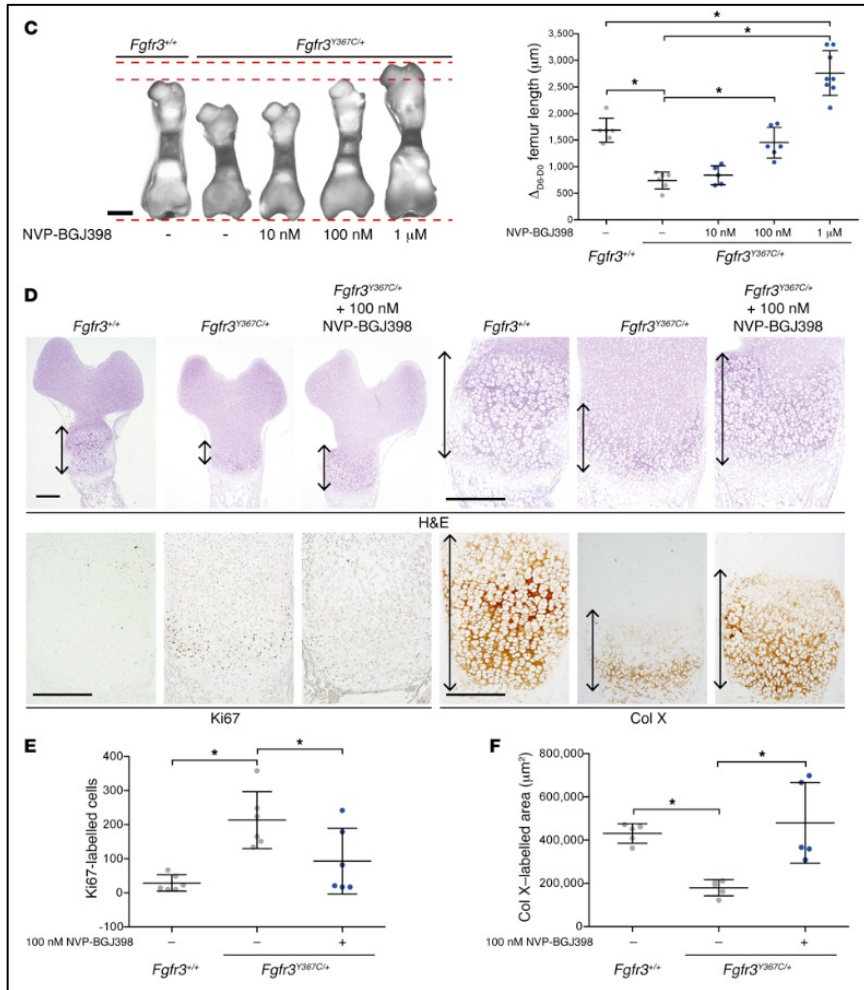 C
Fgfr3+/+ Fgfr3Y367C/+
NVP-BGJ398 - - 10 nM 100 nM 1 μM
Δ D6-D0 femur length (μm)
3,500
3,000
2,500
2,000
1,500
1,000
500
0
* * * *
NVP-BGJ398 – – 10 nM 100 nM 1 μM
Fgfr3+/+ Fgfr3Y367C/+
D
Fgfr3+/+ Fgfr3Y367C/+ Fgfr3Y367C/+ + 100 nM NVP-BGJ398 Fgfr3+/+ Fgfr3Y367C/+ Fgfr3Y367C/+ + 100 nM NVP-BGJ398
H&E
Ki67 Col X
E
Ki67-labelled cells
400
300
200
100
0
-100
* *
100 nM NVP-BGJ398 – – +
Fgfr3+/+ Fgfr3Y367C/+
F
Col X–labelled area (μm²)
800,000
600,000
400,000
200,000
0
* *
100 nM NVP-BGJ398 – – +
Fgfr3+/+ Fgfr3Y367C/+